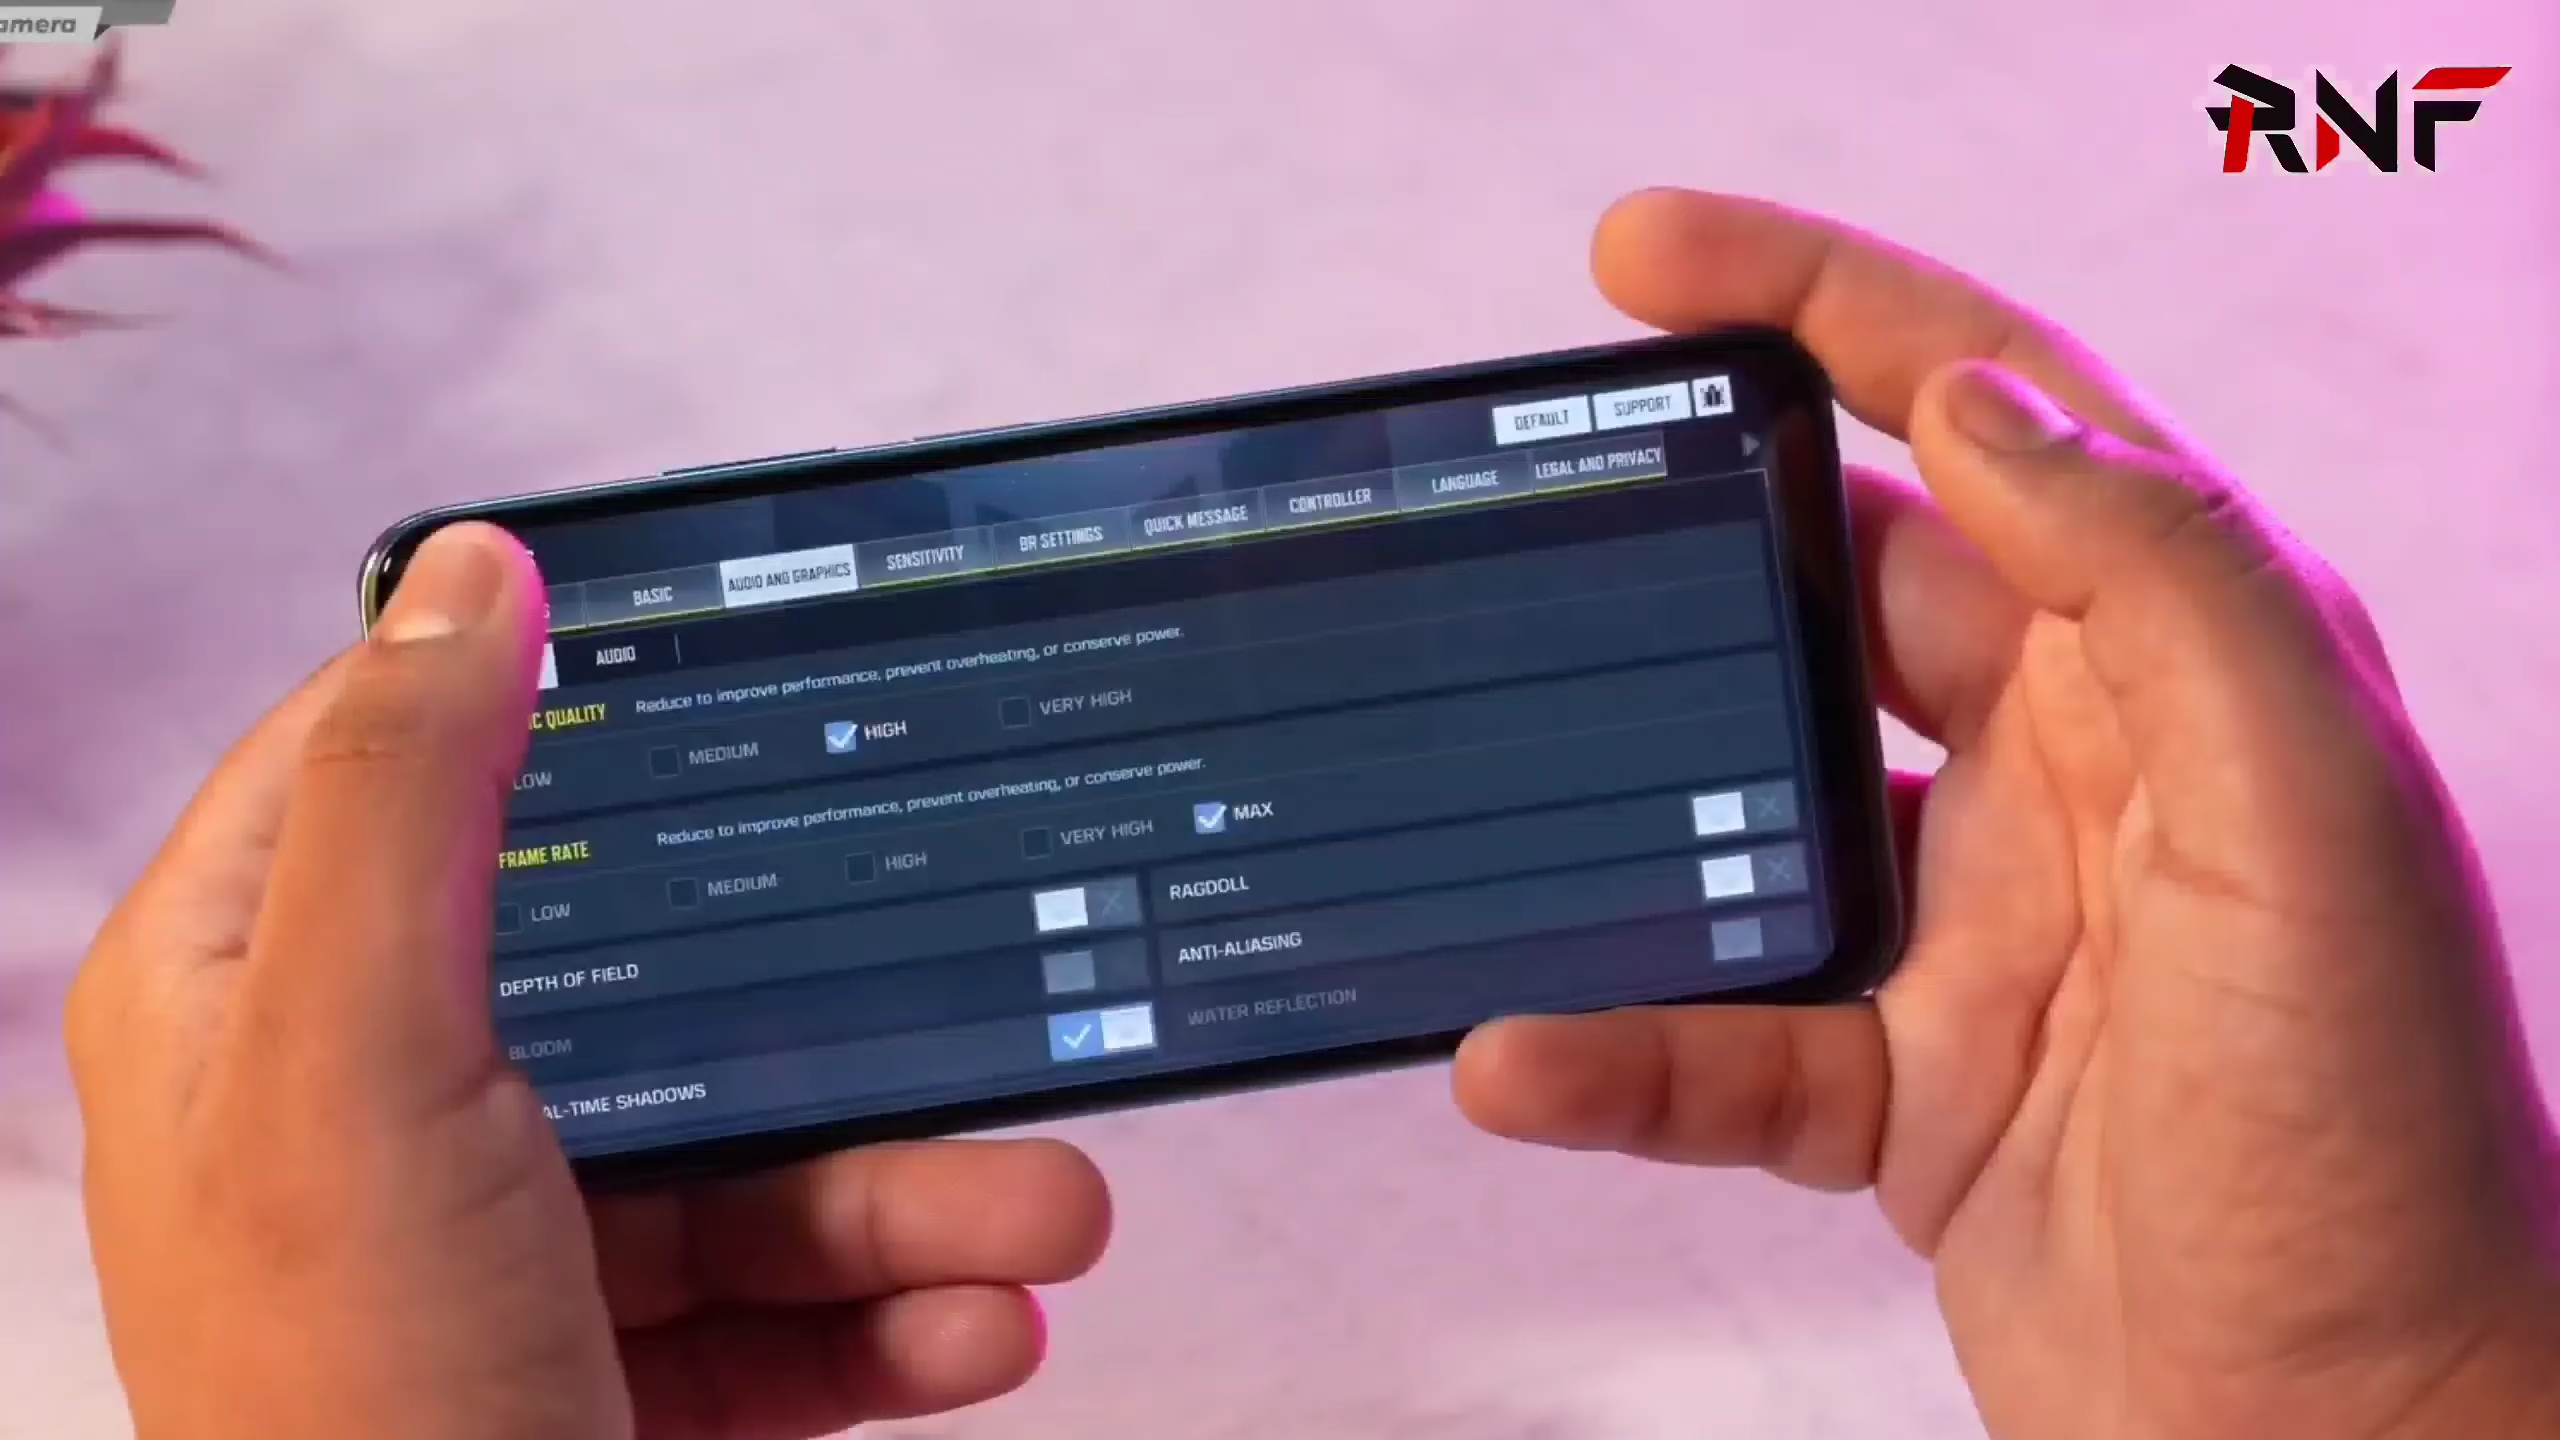 amera
RNF
DEFAULT SUPPORT
S
S BASIC AUDIO AND GRAPHICS SENSITIVITY BR SETTINGS QUICK MESSAGE CONTROLLER LANGUAGE LEGAL AND PRIVACY
AUDIO
IC QUALITY Reduce to improve performance, prevent overheating, or conserve power.
LOW MEDIUM HIGH VERY HIGH
FRAME RATE Reduce to improve performance, prevent overheating, or conserve power.
LOW MEDIUM HIGH VERY HIGH MAX
DEPTH OF FIELD RAGDOLL
BLOOM ANTI-ALIASING
AL-TIME SHADOWS WATER REFLECTION